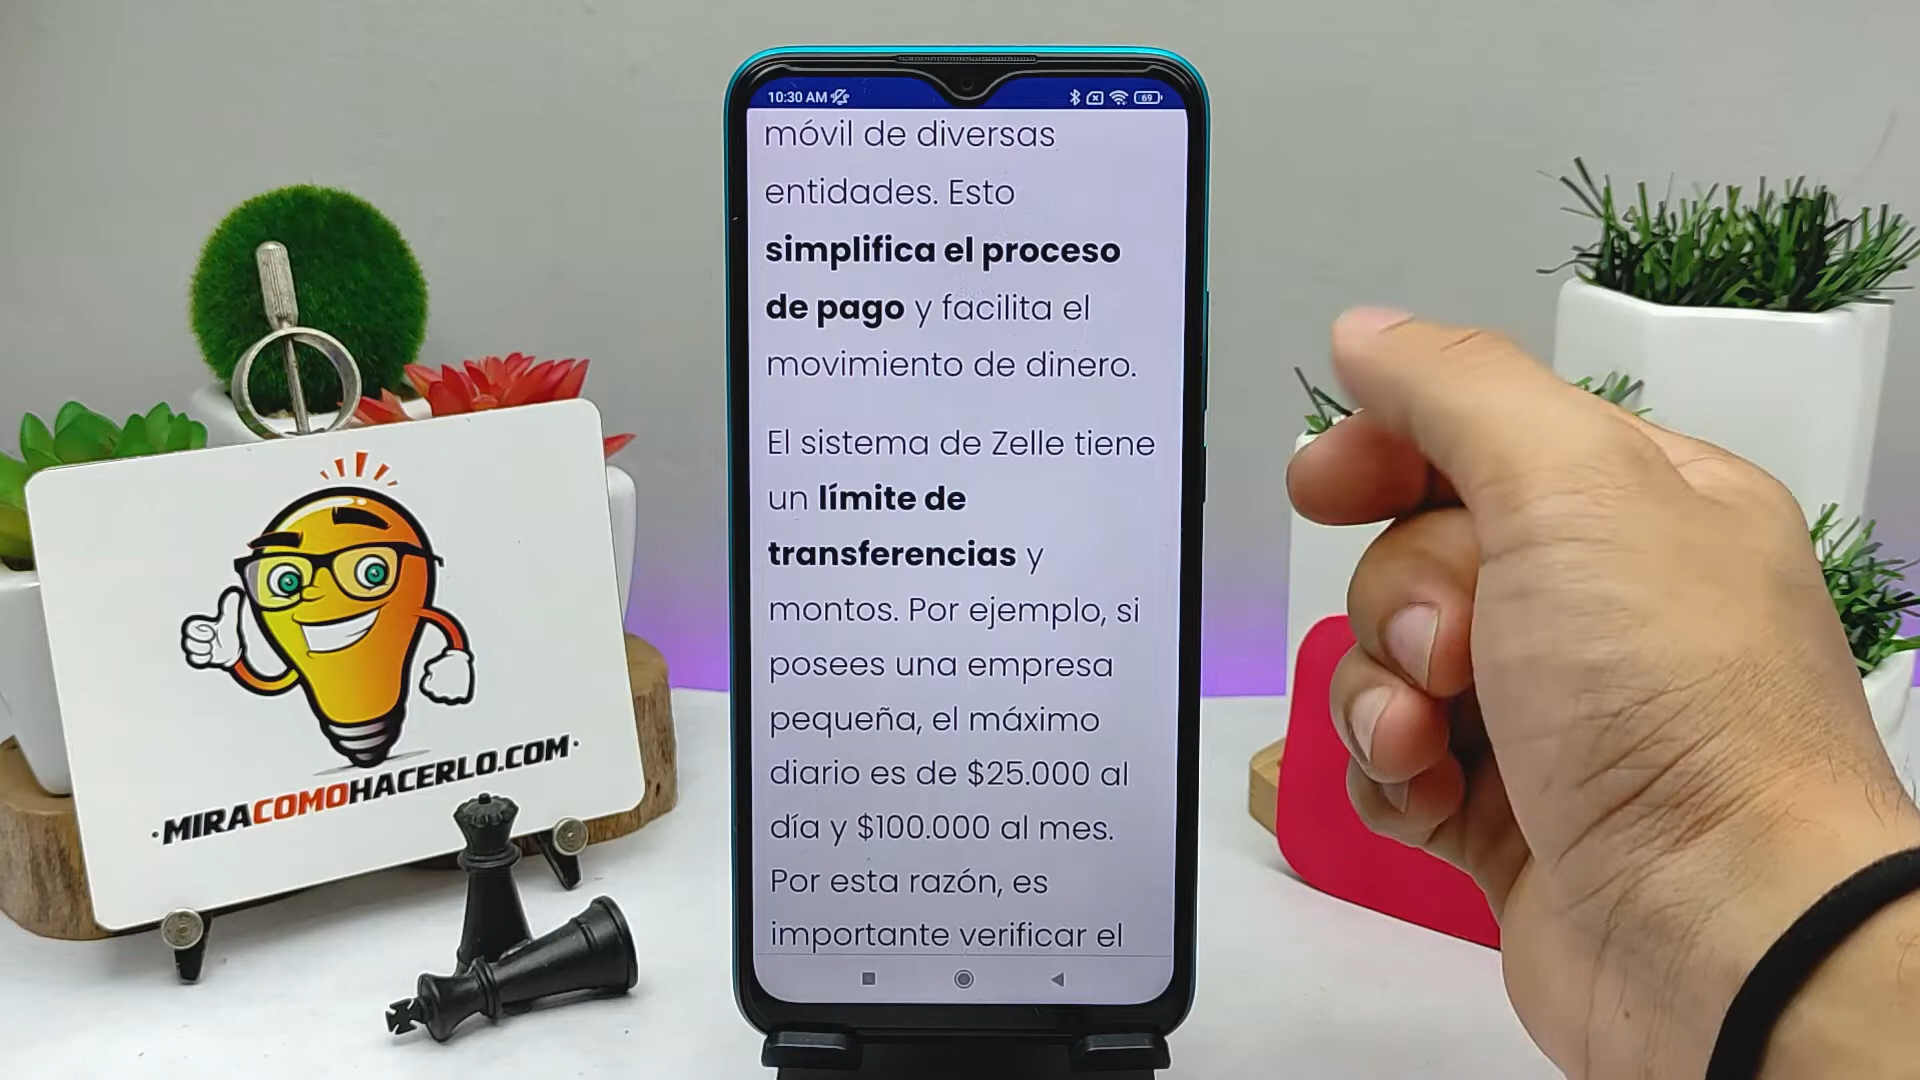 10:30 AM
69
móvil de diversas
entidades. Esto
simplifica el proceso
de pago y facilita el
movimiento de dinero.
El sistema de Zelle tiene
un límite de
transferencias y
montos. Por ejemplo, si
posees una empresa
pequeña, el máximo
diario es de $25.000 al
día y $100.000 al mes.
Por esta razón, es
importante verificar el
·MIRACOMOHACERLO.COM·